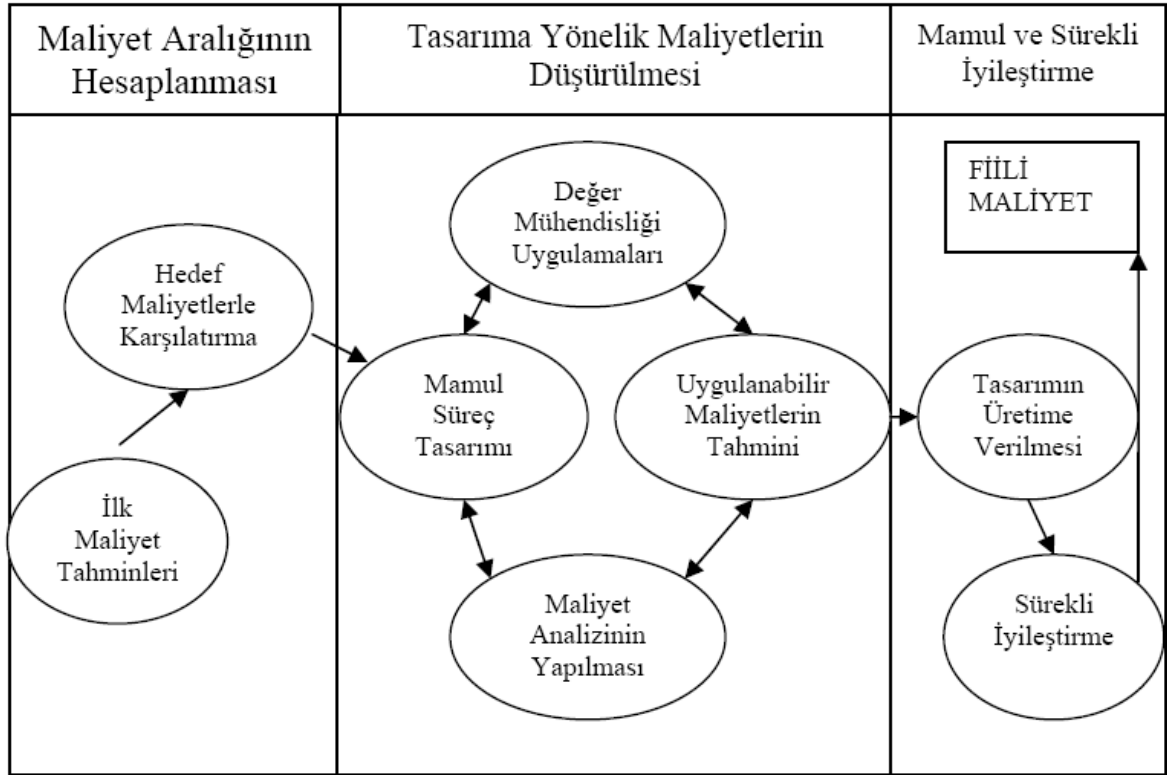 Maliyet Aralığının
Hesaplanması
Tasarıma Yönelik Maliyetlerin
Düşürülmesi
Mamul ve Sürekli
İyileştirme
Hedef
Maliyetlerle
Karşılatırma
İlk
Maliyet
Tahminleri
Değer
Mühendisliği
Uygulamaları
Mamul
Süreç
Tasarımı
Uygulanabilir
Maliyetlerin
Tahmini
Maliyet
Analizinin
Yapılması
FİİLİ
MALİYET
Tasarımın
Üretime
Verilmesi
Sürekli
İyileştirme